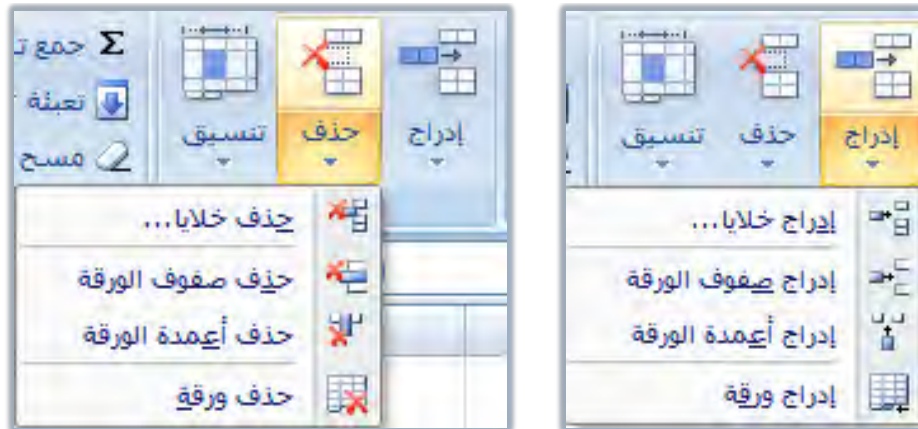 إدراج
حذف
تنسيق
إدراج خلايا...
إدراج صفوف الورقة
إدراج أعمدة الورقة
إدراج ورقة
إدراج
حذف
تنسيق
Σ جمع
تعبئة
مسح
حذف خلايا...
حذف صفوف الورقة
حذف أعمدة الورقة
حذف ورقة